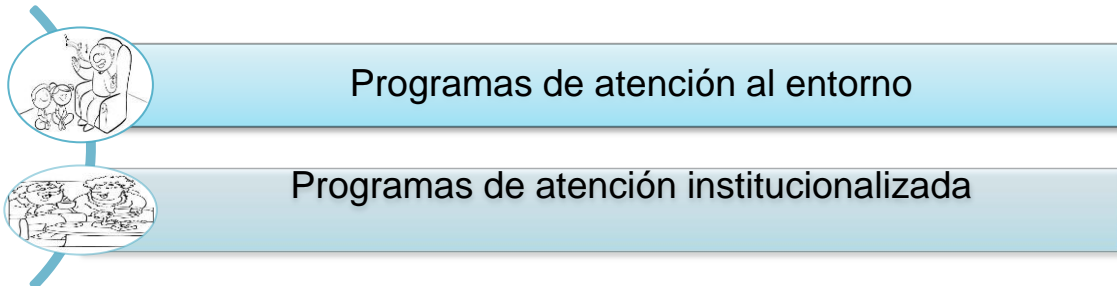 Programas de atención al entorno
Programas de atención institucionalizada